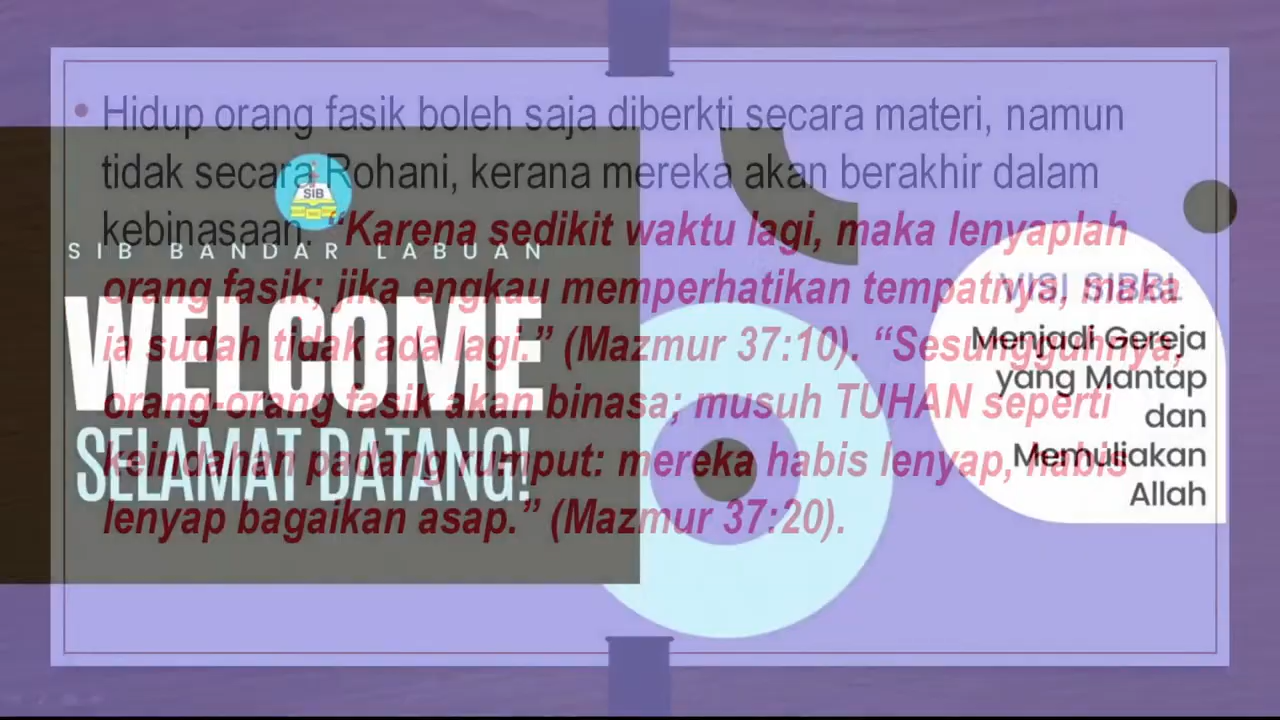 • Hidup orang fasik boleh saja diberkti secara materi, namun
tidak secara Rohani, kerana mereka akan berakhir dalam
kebinasaan. “Karena sedikit waktu lagi, maka lenyaplah
orang fasik; jika engkau memperhatikan tempatnya, maka
ia sudah tidak ada lagi.” (Mazmur 37:10). “Sesungguhnya,
orang-orang fasik akan binasa; musuh TUHAN seperti
keindahan padang rumput: mereka habis lenyap, habis
lenyap bagaikan asap.” (Mazmur 37:20).
SIB
SIB BANDAR LABUAN
WELCOME
SELAMAT DATANG!
VISI SIBBL
Menjadi Gereja
yang Mantap
dan
Memuliakan
Allah